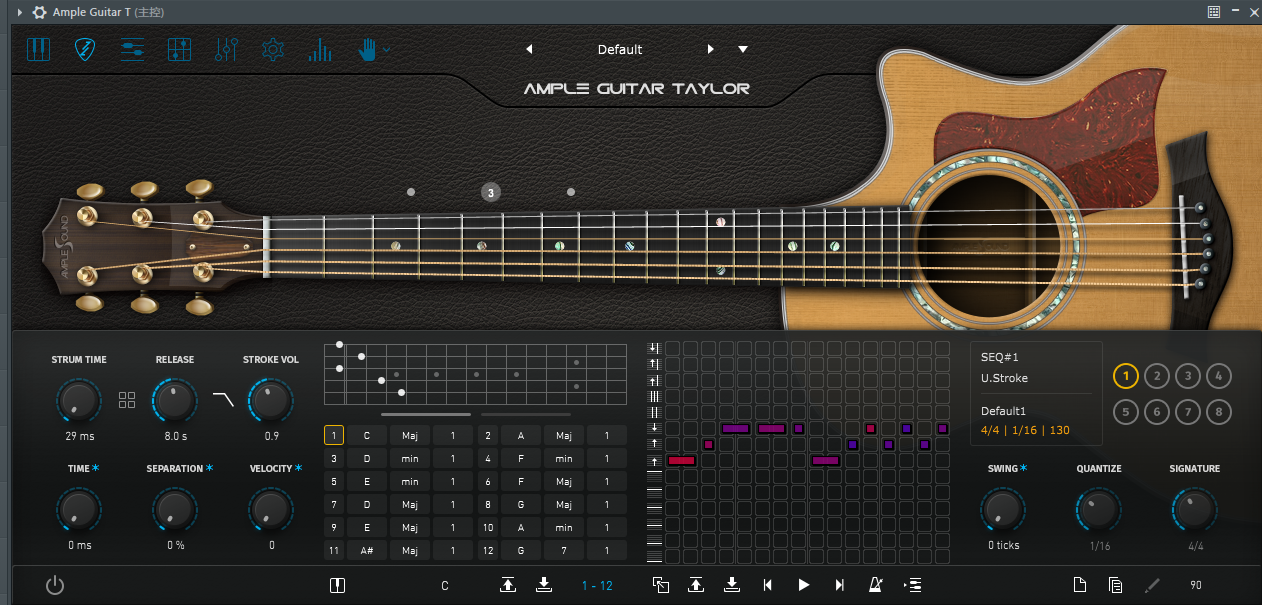 Ample Guitar T (主控)
Default
AMPLE GUITAR TAYLOR
3
AMPLE SOUND
STRUM TIME RELEASE STROKE VOL
29 ms 8.0 s 0.9
TIME* SEPARATION* VELOCITY*
0 ms 0 % 0
1 C Maj 1 2 A Maj 1
3 D min 1 4 F min 1
5 E min 1 6 F Maj 1
7 D Maj 1 8 G Maj 1
9 E Maj 1 10 A min 1
11 A# Maj 1 12 G 7 1
SEQ#1
U.Stroke
Default1
4/4 | 1/16 | 130
1 2 3 4
5 6 7 8
SWING* QUANTIZE SIGNATURE
0 ticks 1/16 4/4
C 1 - 12 90